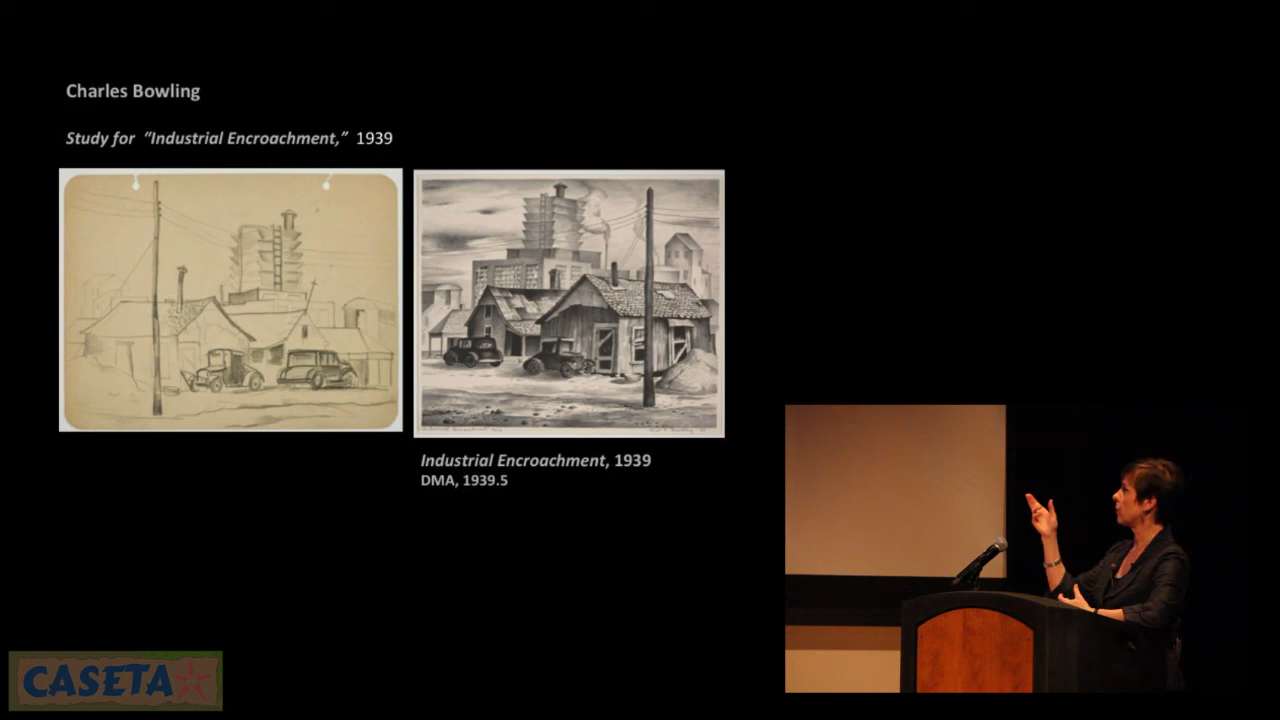 Charles Bowling
Study for “Industrial Encroachment,” 1939
Industrial Encroachment, 1939
DMA, 1939.5
CASETA